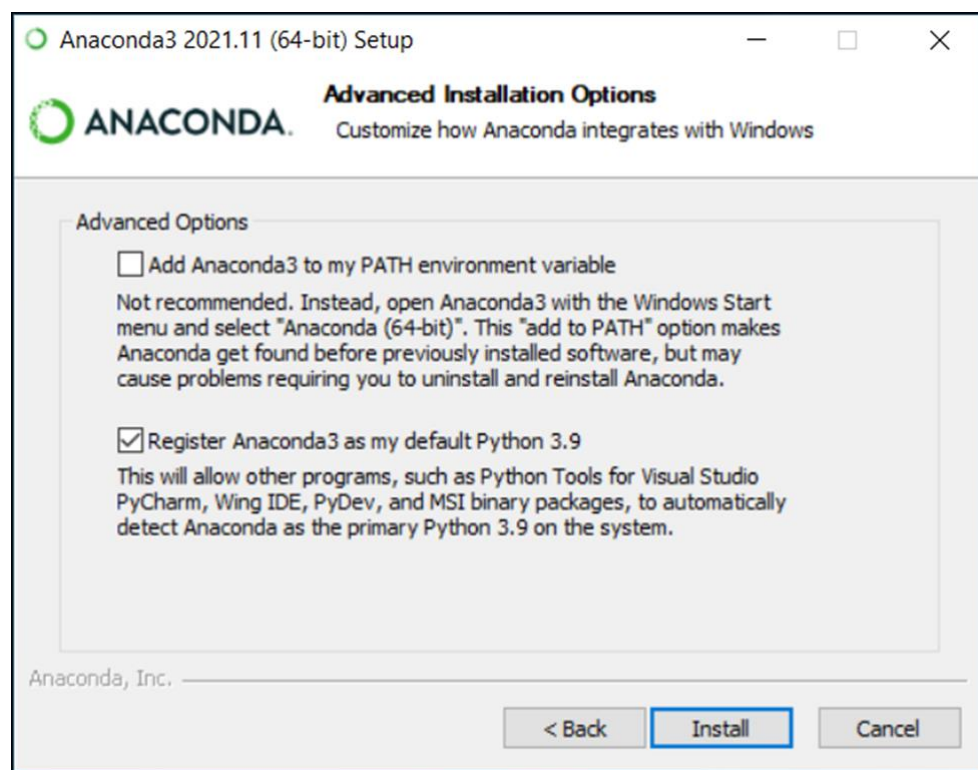 Anaconda3 2021.11 (64-bit) Setup
ANACONDA.
Advanced Installation Options
Customize how Anaconda integrates with Windows
Advanced Options
Add Anaconda3 to my PATH environment variable
Not recommended. Instead, open Anaconda3 with the Windows Start
menu and select "Anaconda (64-bit)". This "add to PATH" option makes
Anaconda get found before previously installed software, but may
cause problems requiring you to uninstall and reinstall Anaconda.
Register Anaconda3 as my default Python 3.9
This will allow other programs, such as Python Tools for Visual Studio
PyCharm, Wing IDE, PyDev, and MSI binary packages, to automatically
detect Anaconda as the primary Python 3.9 on the system.
Anaconda, Inc.
< Back
Install
Cancel